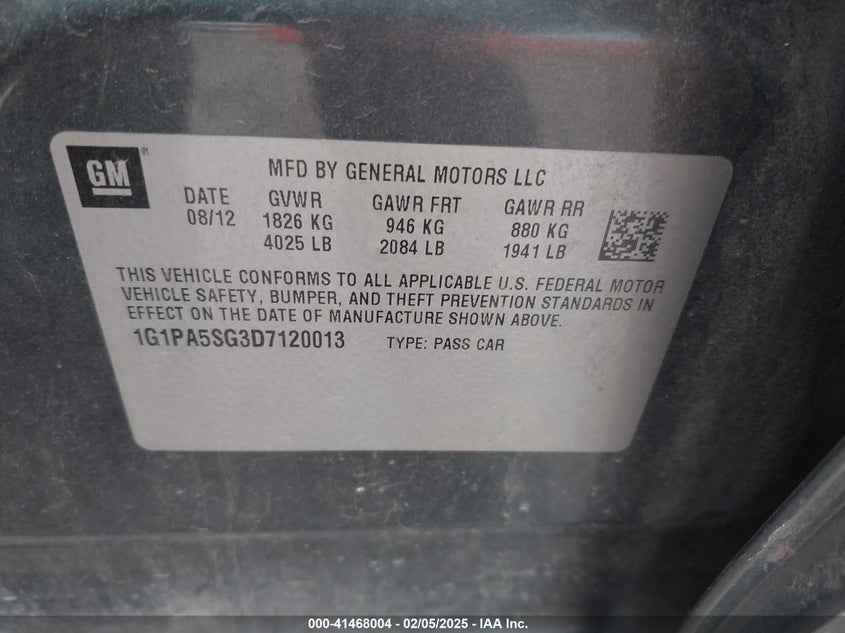 GM®
MFD BY GENERAL MOTORS LLC
DATE GVWR GAWR FRT GAWR RR
08/12 1826 KG 946 KG 880 KG
4025 LB 2084 LB 1941 LB
THIS VEHICLE CONFORMS TO ALL APPLICABLE U.S. FEDERAL MOTOR
VEHICLE SAFETY, BUMPER, AND THEFT PREVENTION STANDARDS IN
EFFECT ON THE DATE OF MANUFACTURE SHOWN ABOVE.
1G1PA5SG3D7120013 TYPE: PASS CAR
000-41468004 - 02/05/2025 - IAA Inc.